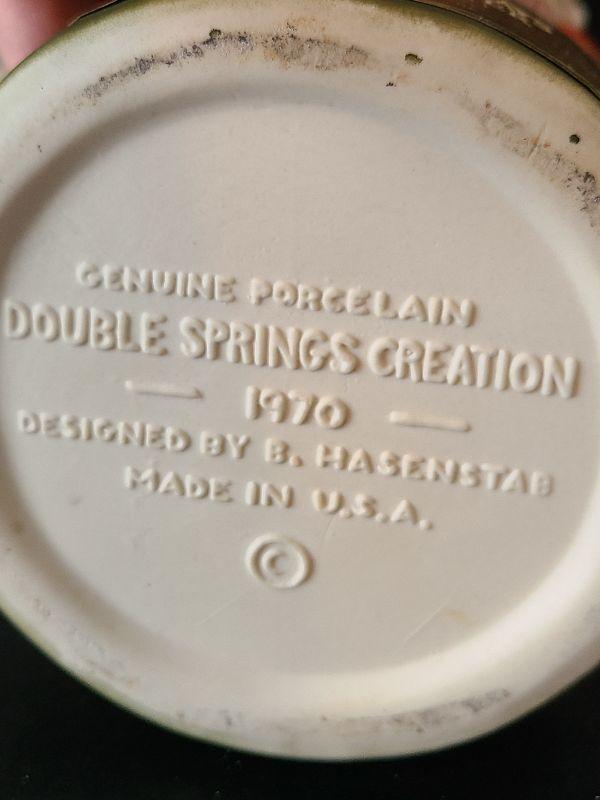 GENUINE PORCELAIN
DOUBLE SPRINGS CREATION
— 1970 —
DESIGNED BY B. HASENSTAB
MADE IN U.S.A.
©